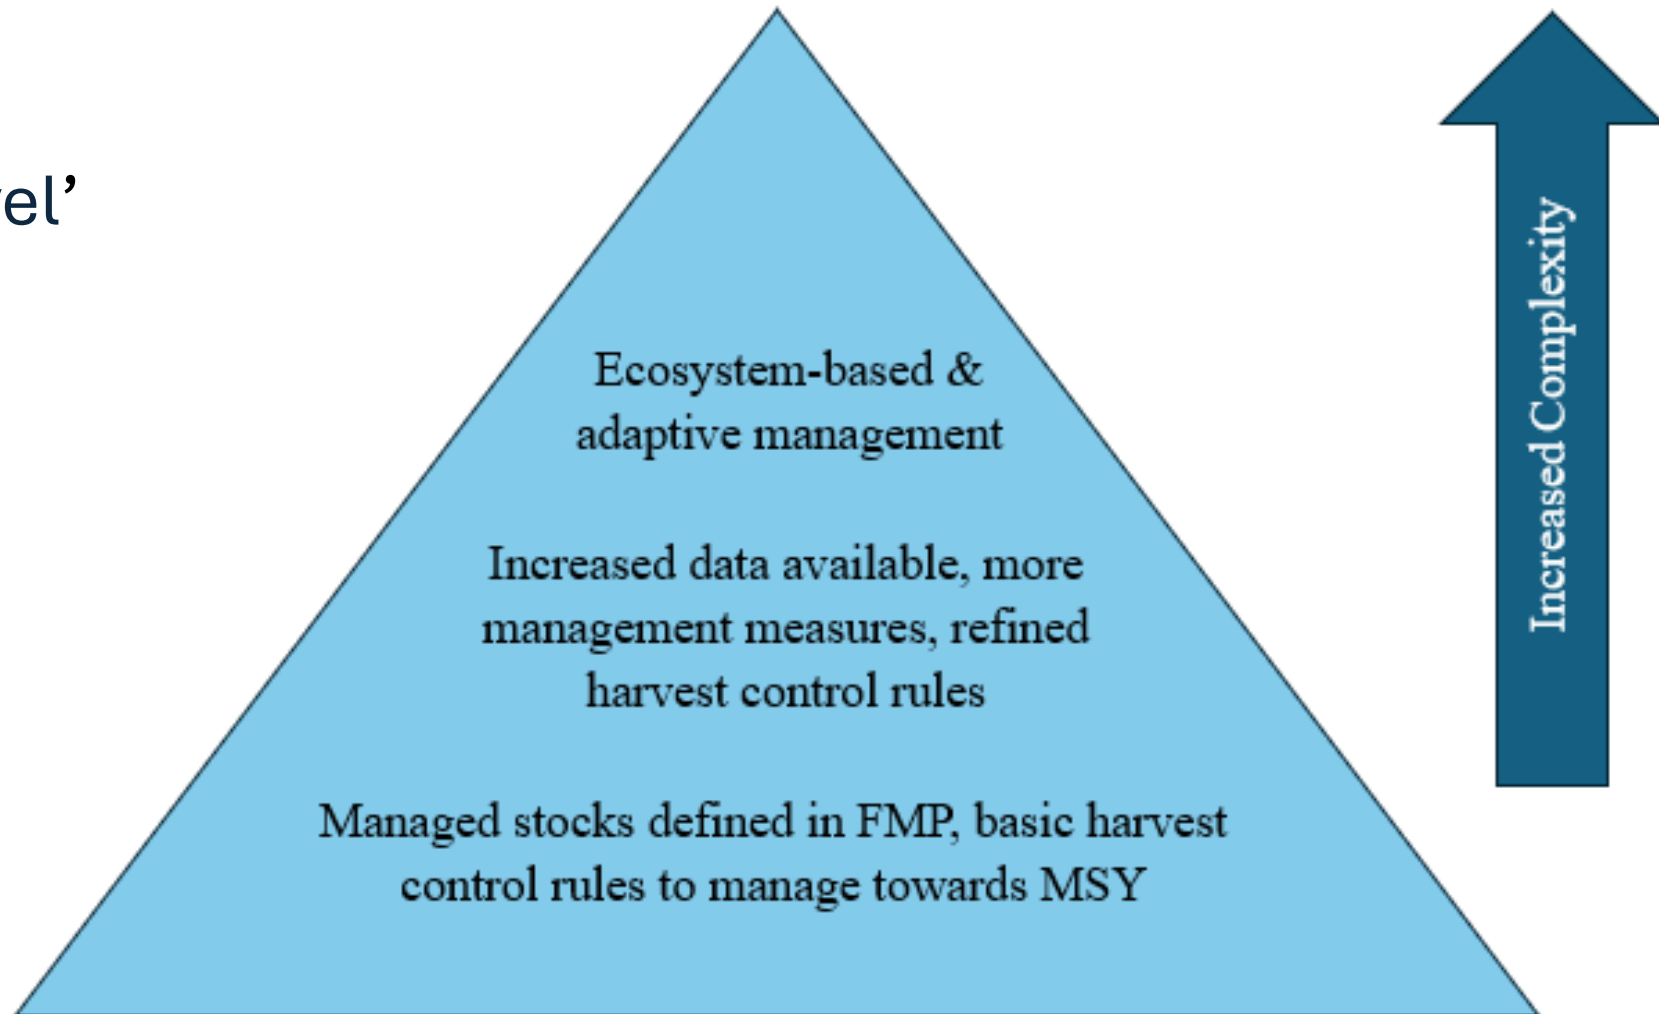 el’
Ecosystem-based &
adaptive management
Increased data available, more
management measures, refined
harvest control rules
Managed stocks defined in FMP, basic harvest
control rules to manage towards MSY
Increased Complexity